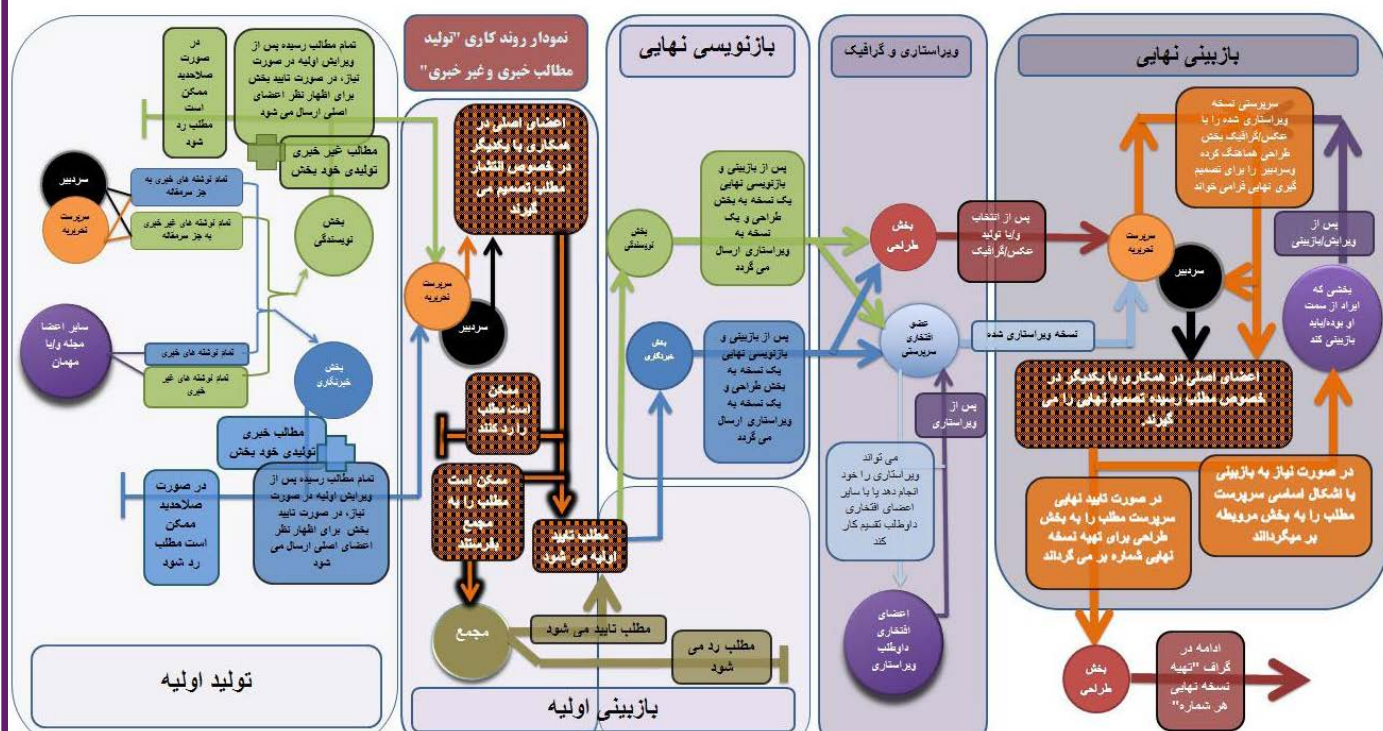 نمودار روند کاری "تولید
مطالب خبری وغیر خبری"
تولید اولیه
در
صورت
صلاحدید
ممکن
است
مطلب رد
شود
تمام مطالب رسیده پس از
ویرایش اولیه در صورت
نیاز، در صورت تایید بخش
برای اظهار نظر اعضای
اصلی ارسال می شود
مطالب غیر خبری
تولیدی خود بخش
سردبیر
سرپرست
تحریریه
تمام نوشته های خبری به
جز سرمقاله
تمام نوشته های غیر خبری
به جز سرمقاله
بخش
نویسندگی
سایر اعضا
مجله و/یا
مهمان
تمام نوشته های خبری
تمام نوشته های غیر
خبری
بخش
خبرنگاری
مطالب خبری
تولیدی خود بخش
در صورت
صلاحدید
ممکن
است مطلب
رد شود
تمام مطالب رسیده پس از
ویرایش اولیه در صورت
نیاز، در صورت تایید
بخش برای اظهار نظر
اعضای اصلی ارسال می
شود
بازبینی اولیه
اعضای اصلی در
همکاری با یکدیگر
در خصوص انتشار
مطلب تصمیم می
گیرند
سرپرست
تحریریه
سردبیر
ممکن
است مطلب
را رد کنند
ممکن است
مطلب را به
مجمع
بفرستند
مطلب تایید
اولیه می شود
مجمع
مطلب تایید می شود
مطلب رد می
شود
بازنویسی نهایی
بخش
نویسندگی
پس از بازبینی و
بازنویسی نهایی
یک نسخه به بخش
طراحی و یک
نسخه به
ویراستاری ارسال
می گردد
بخش
خبرنگاری
پس از بازبینی و
بازنویسی نهایی
یک نسخه به
بخش طراحی و
یک نسخه به
ویراستاری ارسال
می گردد
ویراستاری و گرافیک
بخش
طراحی
پس از انتخاب
و/یا تولید
عکس/گرافیک
عضو
افتخاری
سرپرستی
نسخه ویراستاری شده
پس از
ویراستاری
می تواند
ویراستاری را خود
انجام دهد یا با سایر
اعضای افتخاری
داوطلب تقسیم کار
کند
اعضای
افتخاری
داوطلب
ویراستاری
بازبینی نهایی
سرپرستی نسخه
ویراستاری شده را با
عکس/گرافیک بخش
طراحی هماهنگ کرده
وسردبیر را برای تصمیم
گیری نهایی فرامی خواند
سرپرست
تحریریه
سردبیر
پس از
ویرایش/بازبینی
بخشی که
ایراد از سمت
او بوده/باید
بازبینی کند
اعضای اصلی در همکاری با یکدیگر در
خصوص مطلب رسیده تصمیم نهایی را می
گیرند.
در صورت تایید نهایی
سرپرست مطلب را به بخش
طراحی برای تهیه نسخه
نهایی شماره بر می گرداند
در صورت نیاز به بازبینی
یا اشکال اساسی سرپرست
مطلب را به بخش مربوطه
بر میگرداند
بخش
طراحی
ادامه در
گراف "تهیه
نسخه نهایی
هر شماره"